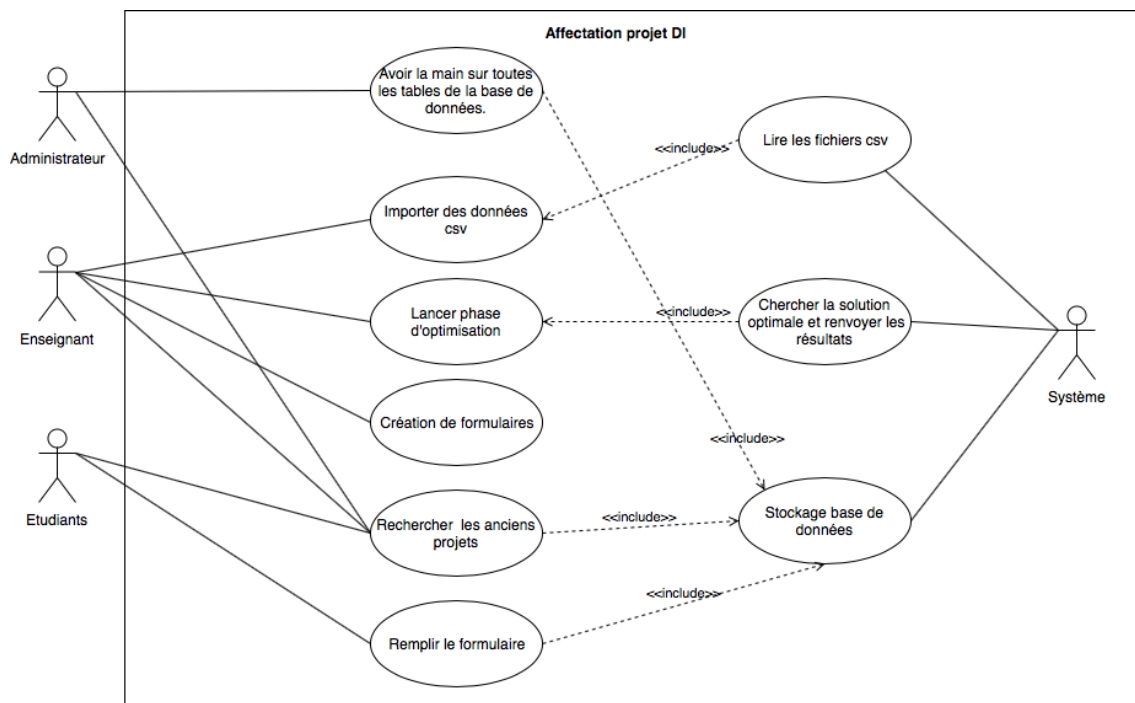 Affectation projet DI
Avoir la main sur toutes
les tables de la base de
données.
Administrateur
<<include>>
Lire les fichiers csv
Importer des données
csv
Enseignant
Lancer phase
d'optimisation
<<include>>
Chercher la solution
optimale et renvoyer les
résultats
Système
Création de formulaires
<<include>>
Etudiants
Rechercher les anciens
projets
<<include>>
Stockage base de
données
<<include>>
Remplir le formulaire